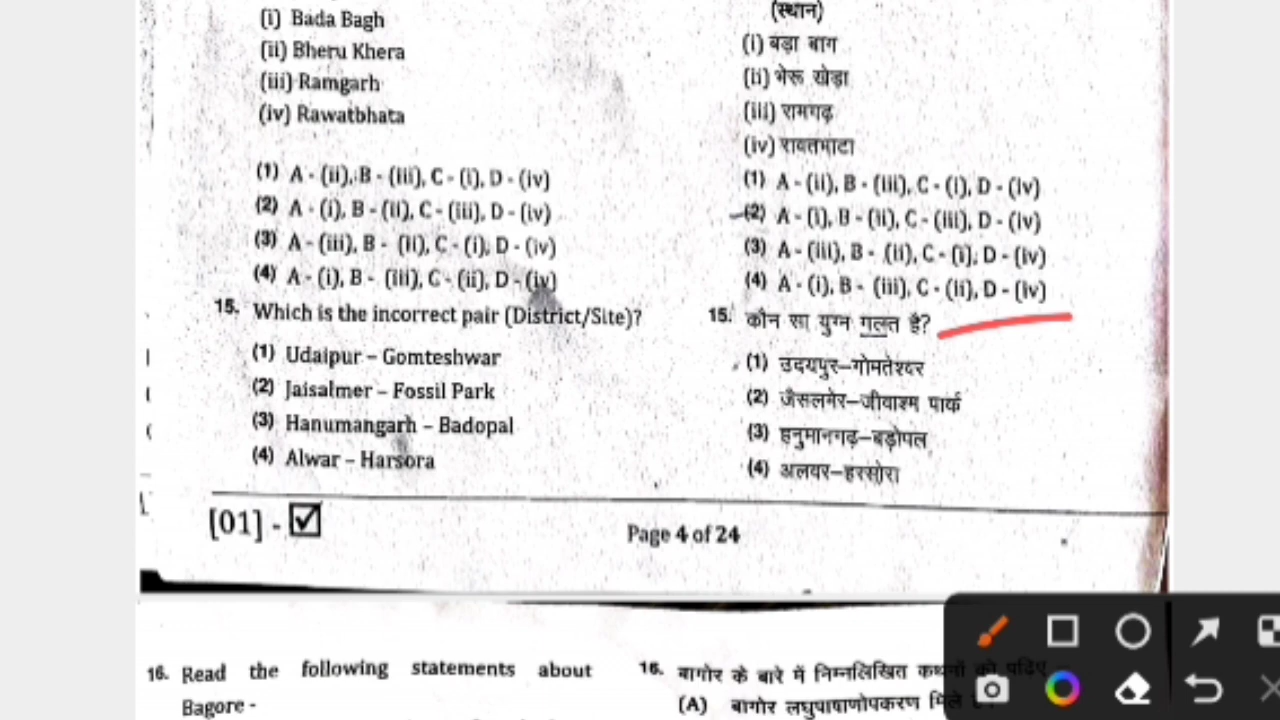 (i) Bada Bagh
(ii) Bheru Khera
(iii) Ramgarh
(iv) Rawatbhata
(1) A - (ii), B - (iii), C - (i), D - (iv)
(2) A - (i), B - (ii), C - (iii), D - (iv)
(3) A - (iii), B - (ii), C - (i), D - (iv)
(4) A - (i), B - (iii), C - (ii), D - (iv)
15. Which is the incorrect pair (District/Site)?
(1) Udaipur – Gomteshwar
(2) Jaisalmer – Fossil Park
(3) Hanumangarh – Badopal
(4) Alwar – Harsora
(स्थान)
(i) बड़ा बाग
(ii) भेरू खेड़ा
(iii) रामगढ़
(iv) रावतभाटा
(1) A - (ii), B - (iii), C - (i), D - (iv)
(2) A - (i), B - (ii), C - (iii), D - (iv)
(3) A - (iii), B - (ii), C - (i), D - (iv)
(4) A - (i), B - (iii), C - (ii), D - (iv)
15. कौन सा युग्न गलत है?
(1) उदयपुर–गोमतेश्वर
(2) जैसलमेर–जीवाश्म पार्क
(3) हनुमानगढ़–बड़ोपल
(4) अलवर–हरसोरा
[01] -
Page 4 of 24
16. Read the following statements about
Bagore -
16. बागोर के बारे में निम्नलिखित कथनों को पढिए
(A) बागोर लघुपाषाणोपकरण